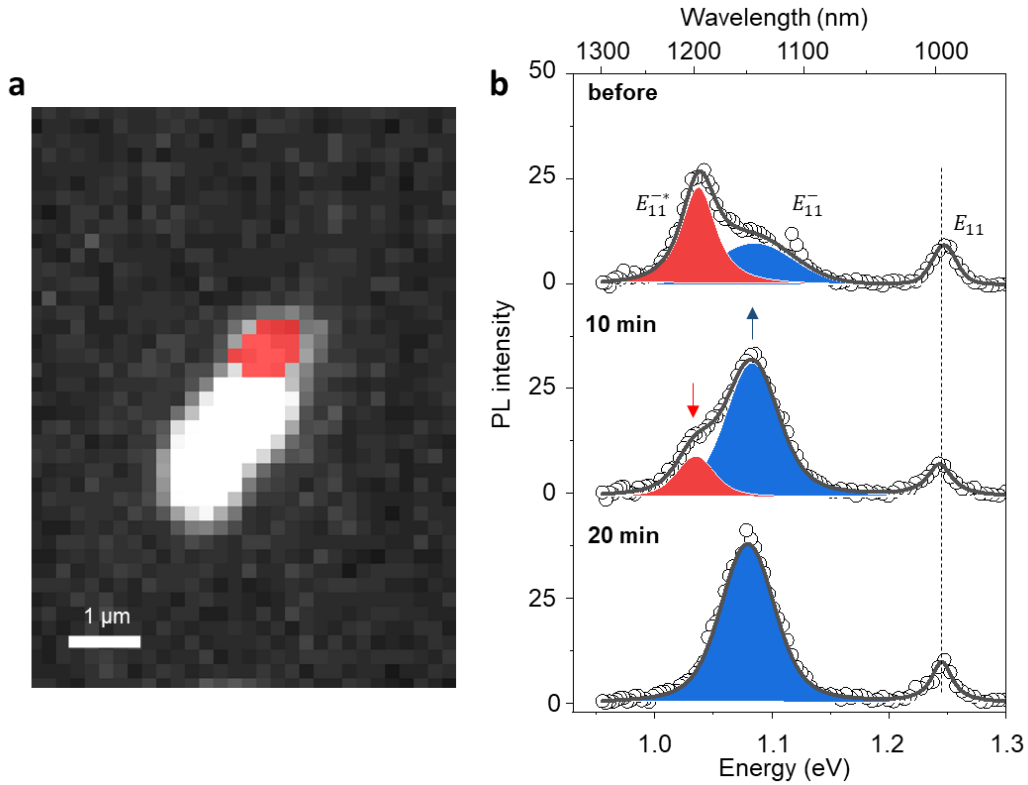 a
1 µm
b
Wavelength (nm)
1300 1200 1100 1000
PL intensity
50
before
25
E₁₁⁻* E₁₁⁻ E₁₁
0
10 min
25
0
20 min
25
0
1.0 1.1 1.2 1.3
Energy (eV)